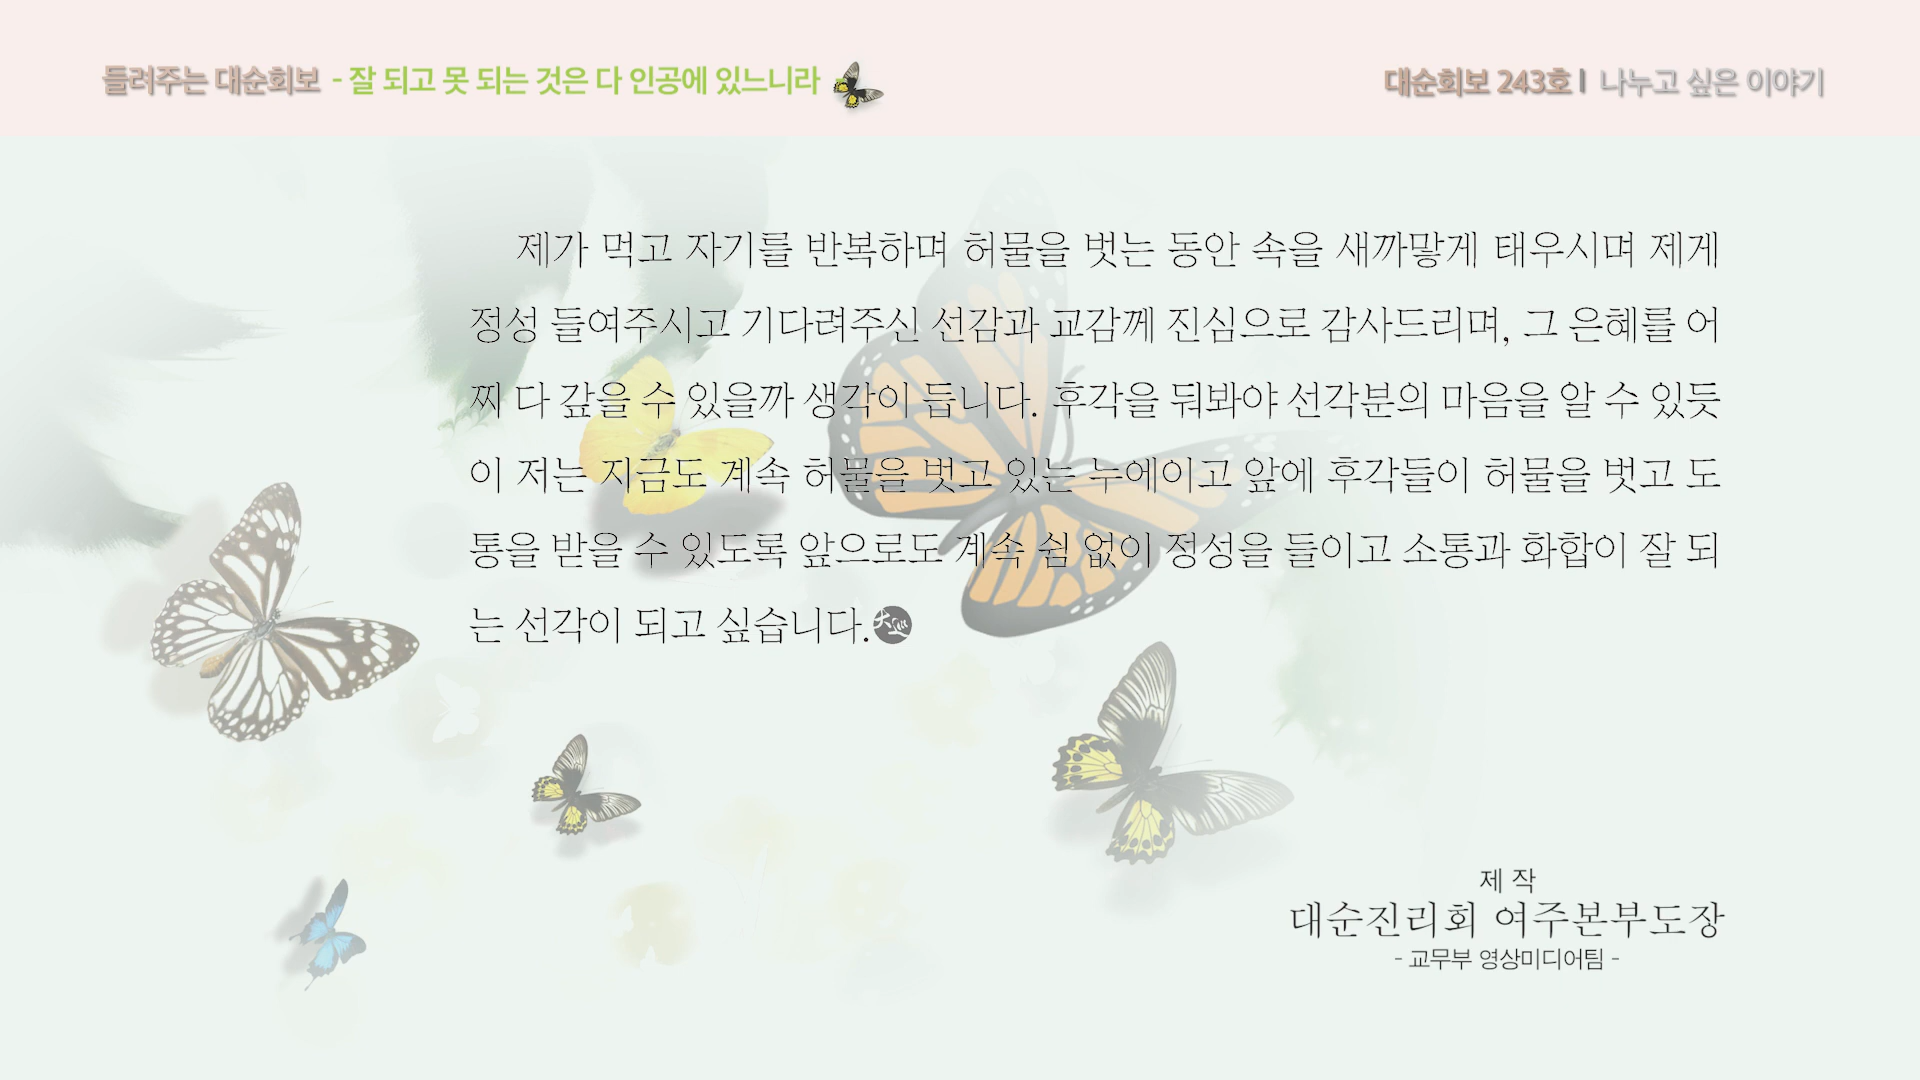 들려주는 대순회보 - 잘 되고 못 되는 것은 다 인공에 있느니라
대순회보 243호 | 나누고 싶은 이야기
제가 먹고 자기를 반복하며 허물을 벗는 동안 속을 새까맣게 태우시며 제게
정성 들여주시고 기다려주신 선감과 교감께 진심으로 감사드리며, 그 은혜를 어
찌 다 갚을 수 있을까 생각이 듭니다. 후각을 둬봐야 선각분의 마음을 알 수 있듯
이 저는 지금도 계속 허물을 벗고 있는 누에이고 앞에 후각들이 허물을 벗고 도
통을 받을 수 있도록 앞으로도 계속 쉼 없이 정성을 들이고 소통과 화합이 잘 되
는 선각이 되고 싶습니다.
제 작
대순진리회 여주본부도장
- 교무부 영상미디어팀 -